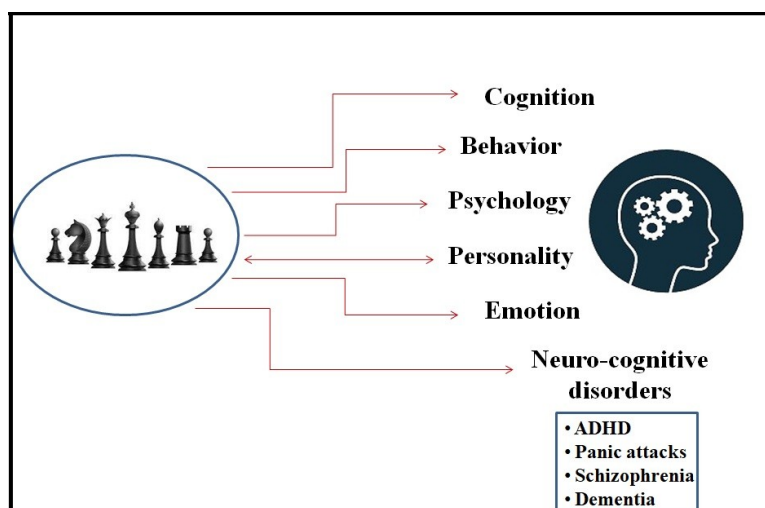 Cognition
Behavior
Psychology
Personality
Emotion
Neuro-cognitive
disorders
• ADHD
• Panic attacks
• Schizophrenia
• Dementia